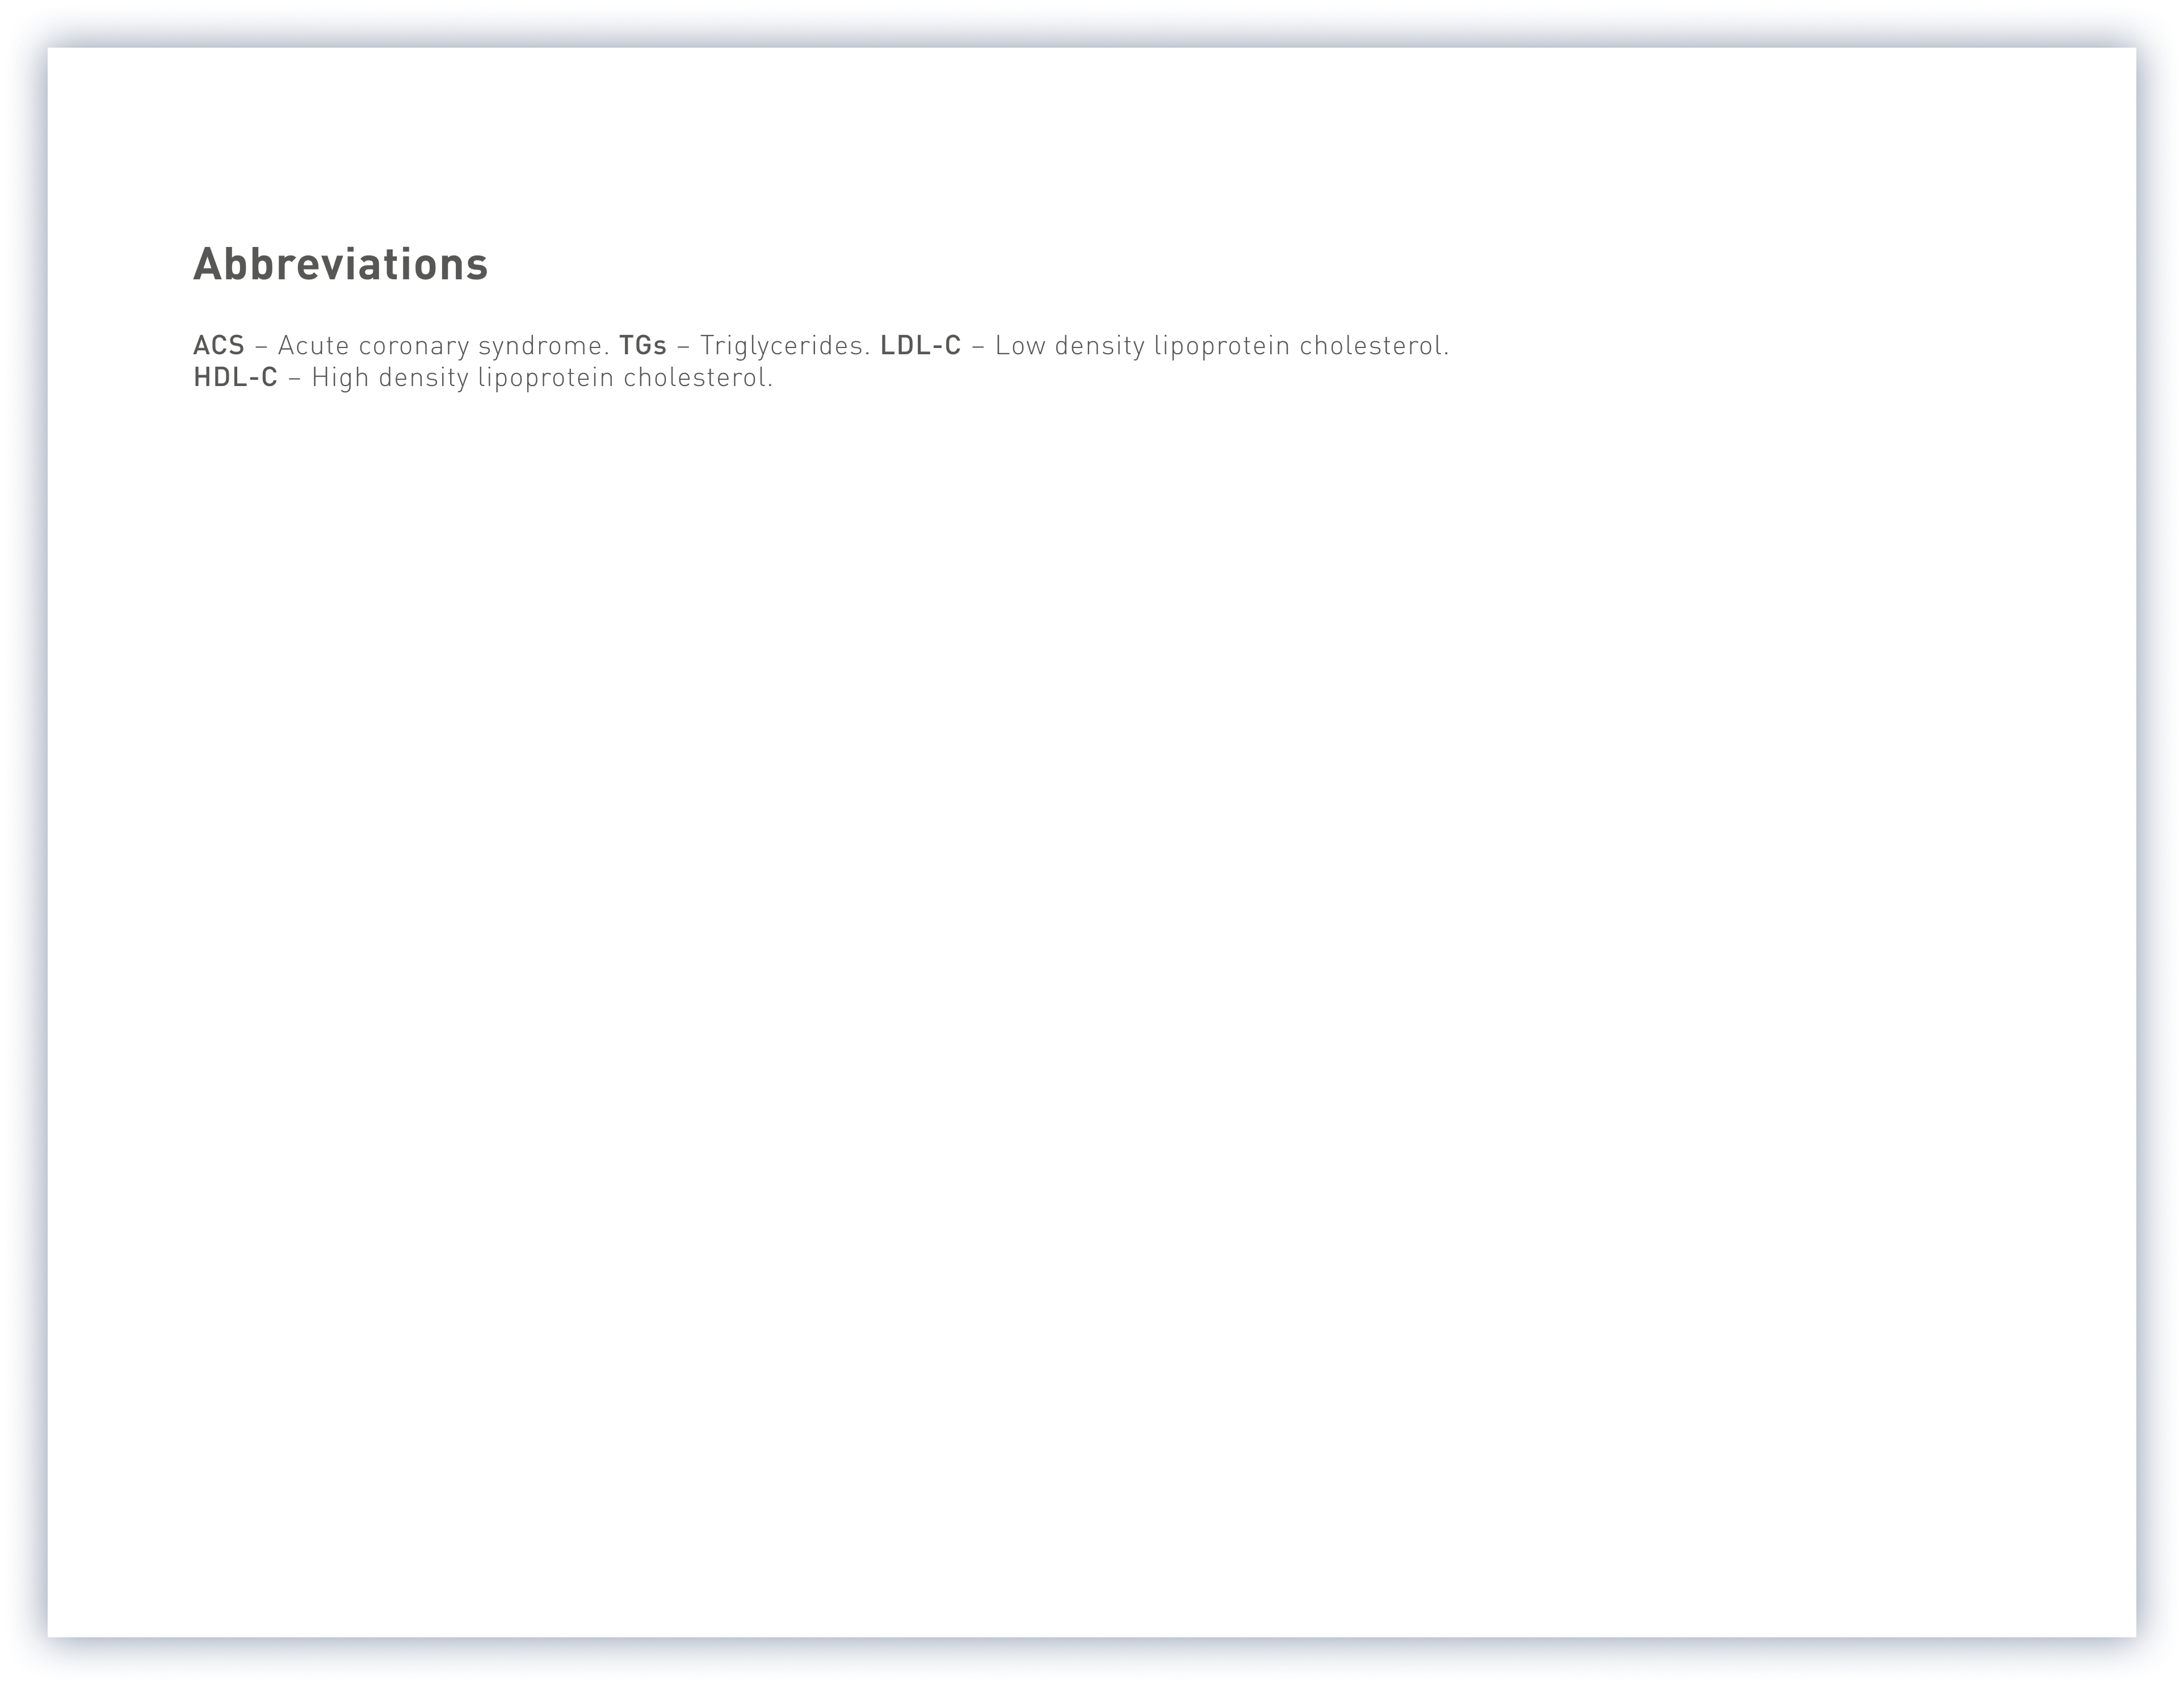 Abbreviations
ACS – Acute coronary syndrome. TGs – Triglycerides. LDL-C – Low density lipoprotein cholesterol.
HDL-C – High density lipoprotein cholesterol.